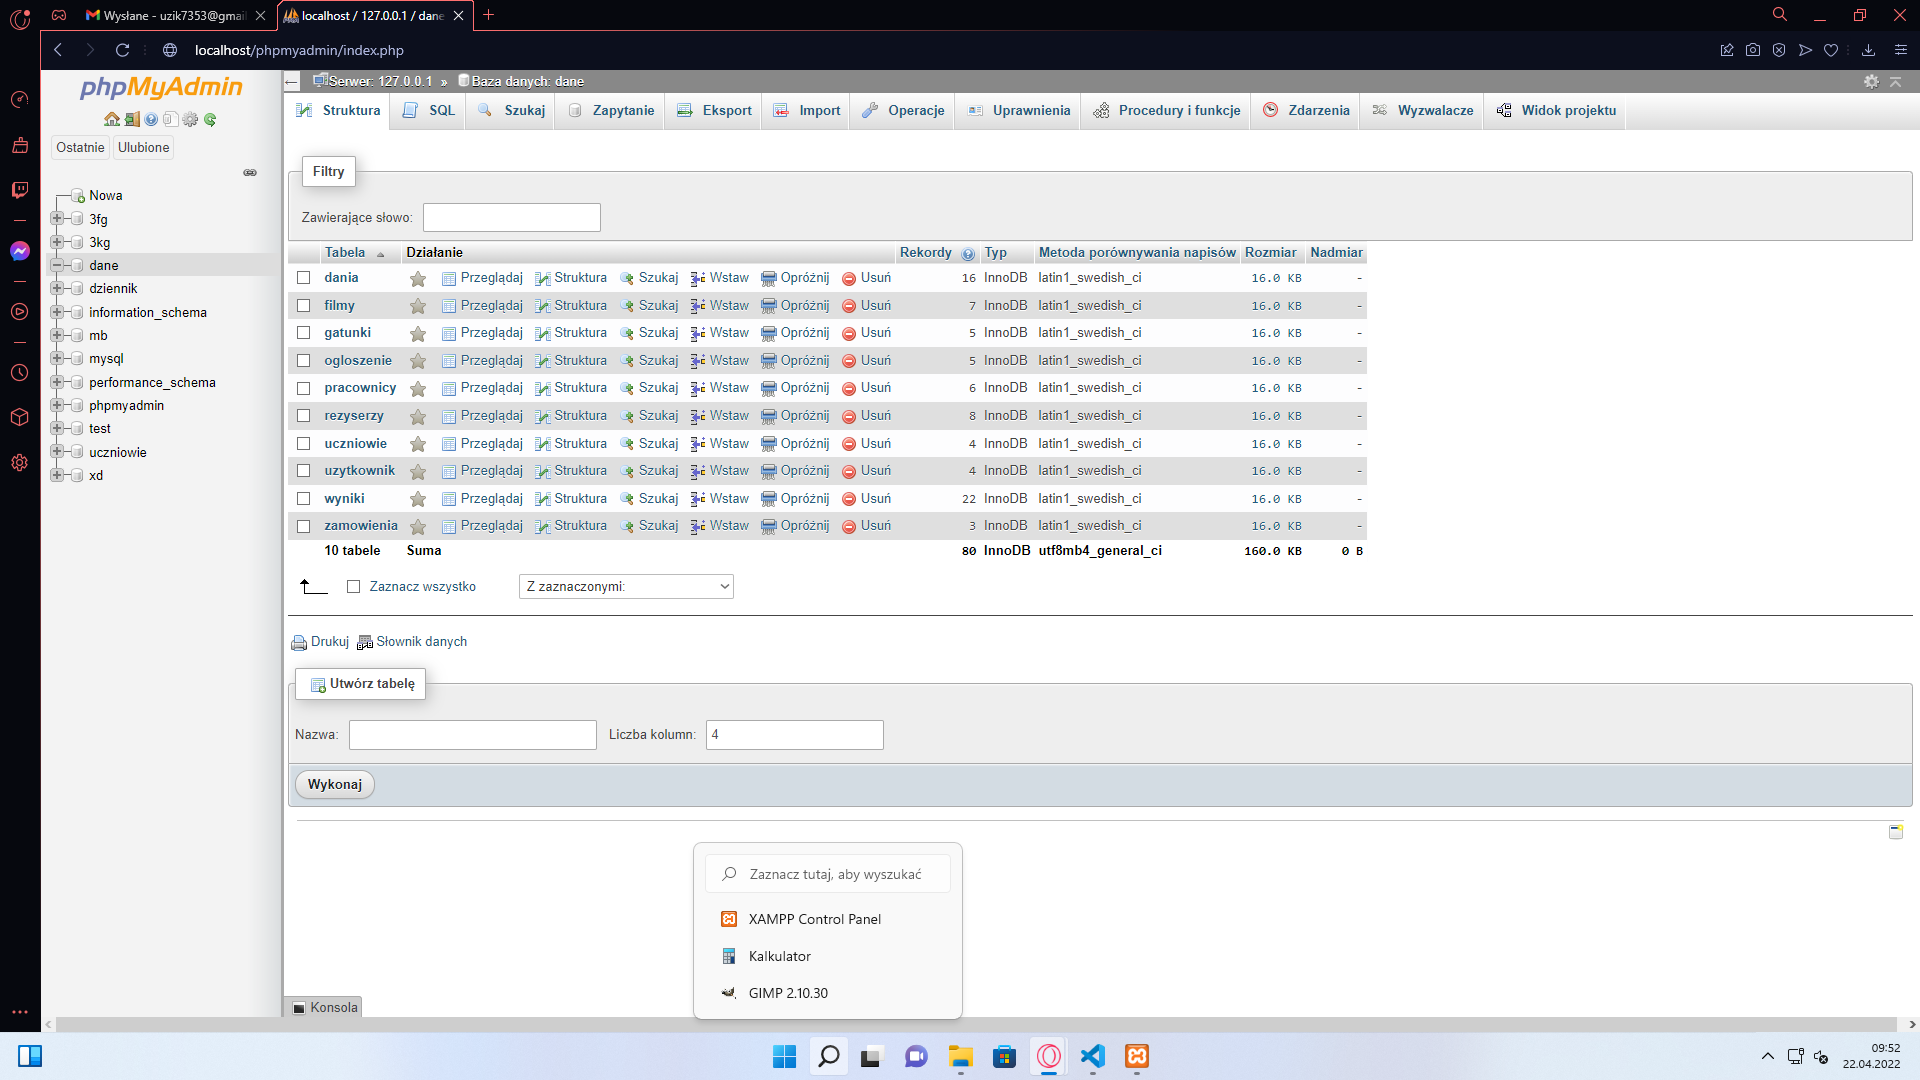 Wysłane - uzik7353@gmai
localhost / 127.0.0.1 / dane
localhost/phpmyadmin/index.php
phpMyAdmin
Ostatnie
Ulubione
Nowa
3fg
3kg
dane
dziennik
information_schema
mb
mysql
performance_schema
phpmyadmin
test
uczniowie
xd
Serwer: 127.0.0.1 » Baza danych: dane
Struktura SQL Szukaj Zapytanie Eksport Import Operacje Uprawnienia Procedury i funkcje Zdarzenia Wyzwalacze Widok projektu
Filtry
Zawierające słowo:
Tabela Działanie Rekordy Typ Metoda porównywania napisów Rozmiar Nadmiar
dania Przeglądaj Struktura Szukaj Wstaw Opróżnij Usuń 16 InnoDB latin1_swedish_ci 16.0 KB -
filmy Przeglądaj Struktura Szukaj Wstaw Opróżnij Usuń 7 InnoDB latin1_swedish_ci 16.0 KB -
gatunki Przeglądaj Struktura Szukaj Wstaw Opróżnij Usuń 5 InnoDB latin1_swedish_ci 16.0 KB -
ogloszenie Przeglądaj Struktura Szukaj Wstaw Opróżnij Usuń 5 InnoDB latin1_swedish_ci 16.0 KB -
pracownicy Przeglądaj Struktura Szukaj Wstaw Opróżnij Usuń 6 InnoDB latin1_swedish_ci 16.0 KB -
rezyserzy Przeglądaj Struktura Szukaj Wstaw Opróżnij Usuń 8 InnoDB latin1_swedish_ci 16.0 KB -
uczniowie Przeglądaj Struktura Szukaj Wstaw Opróżnij Usuń 4 InnoDB latin1_swedish_ci 16.0 KB -
uzytkownik Przeglądaj Struktura Szukaj Wstaw Opróżnij Usuń 4 InnoDB latin1_swedish_ci 16.0 KB -
wyniki Przeglądaj Struktura Szukaj Wstaw Opróżnij Usuń 22 InnoDB latin1_swedish_ci 16.0 KB -
zamowienia Przeglądaj Struktura Szukaj Wstaw Opróżnij Usuń 3 InnoDB latin1_swedish_ci 16.0 KB -
10 tabele Suma 80 InnoDB utf8mb4_general_ci 160.0 KB 0 B
Zaznacz wszystko Z zaznaczonymi:
Drukuj Słownik danych
Utwórz tabelę
Nazwa: Liczba kolumn: 4
Wykonaj
Zaznacz tutaj, aby wyszukać
XAMPP Control Panel
Kalkulator
GIMP 2.10.30
Konsola
09:52
22.04.2022